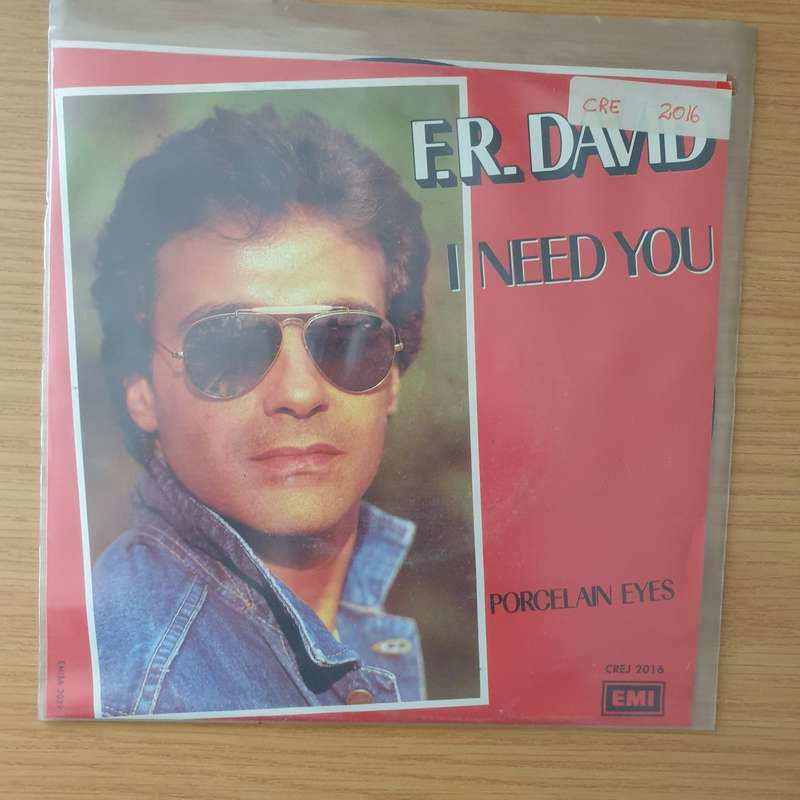 CRE 2016
F.R. DAVID
I NEED YOU
PORCELAIN EYES
CREJ 2016
EMI